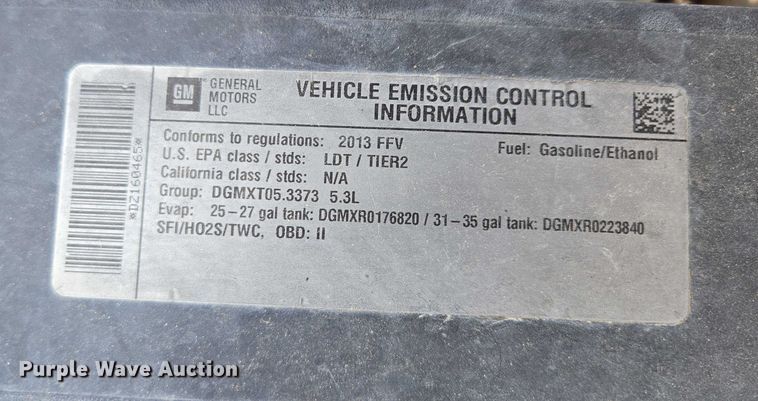 GM
GENERAL
MOTORS
LLC
VEHICLE EMISSION CONTROL
INFORMATION
Conforms to regulations: 2013 FFV
Fuel: Gasoline/Ethanol
U.S. EPA class / stds: LDT / TIER2
California class / stds: N/A
Group: DGMXT05.3373 5.3L
Evap: 25-27 gal tank: DGMXR0176820 / 31-35 gal tank: DGMXR0223840
SFI/HO2S/TWC, OBD: II
*DZ160465*
Purple Wave Auction